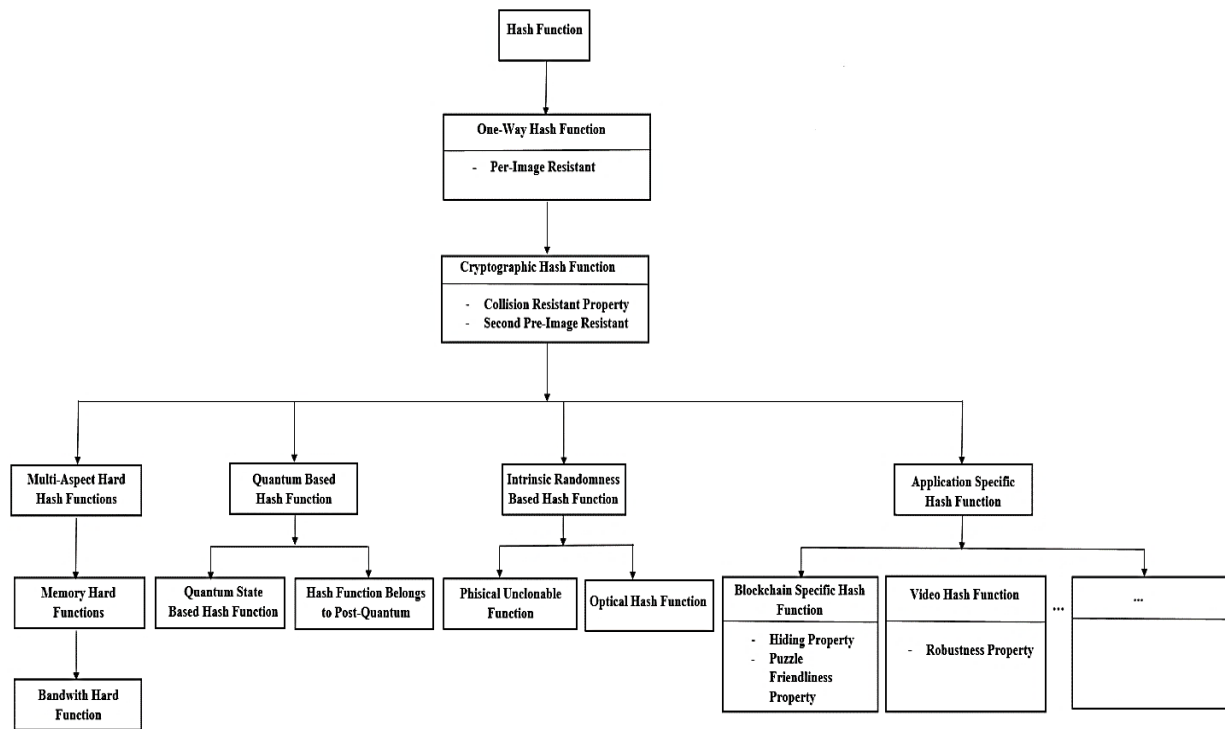 Hash Function
One-Way Hash Function
- Per-Image Resistant
Cryptographic Hash Function
- Collision Resistant Property
- Second Pre-Image Resistant
Multi-Aspect Hard
Hash Functions
Quantum Based
Hash Function
Intrinsic Randomness
Based Hash Function
Application Specific
Hash Function
Memory Hard
Functions
Quantum State
Based Hash Function
Hash Function Belongs
to Post-Quantum
Phisical Unclonable
Function
Optical Hash Function
Blockchain Specific Hash
Function
- Hiding Property
- Puzzle
Friendliness
Property
Video Hash Function
- Robustness Property
...
...
Bandwith Hard
Function